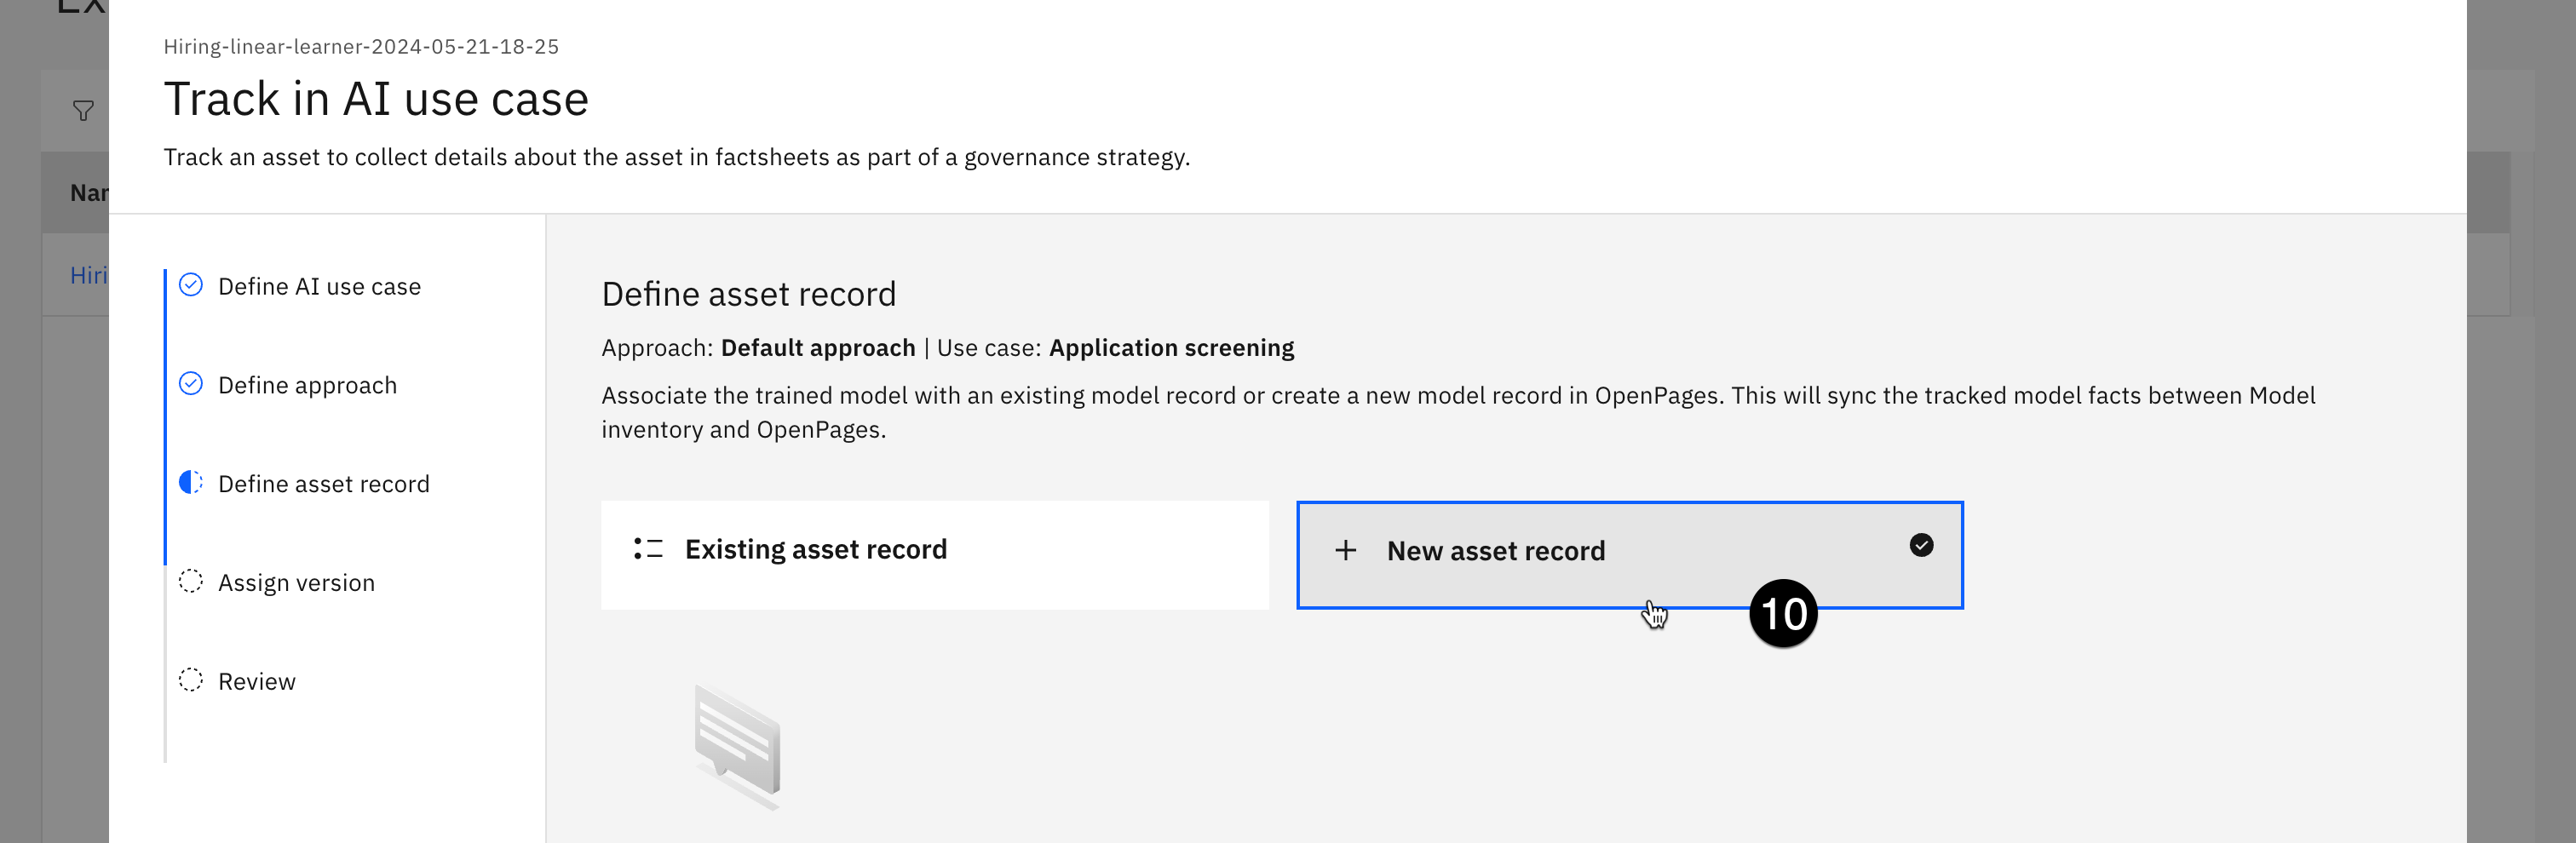 Hiring-linear-learner-2024-05-21-18-25
Track in AI use case
Track an asset to collect details about the asset in factsheets as part of a governance strategy.
Define AI use case
Define approach
Define asset record
Assign version
Review
Define asset record
Approach: Default approach | Use case: Application screening
Associate the trained model with an existing model record or create a new model record in OpenPages. This will sync the tracked model facts between Model
inventory and OpenPages.
Existing asset record
New asset record
10